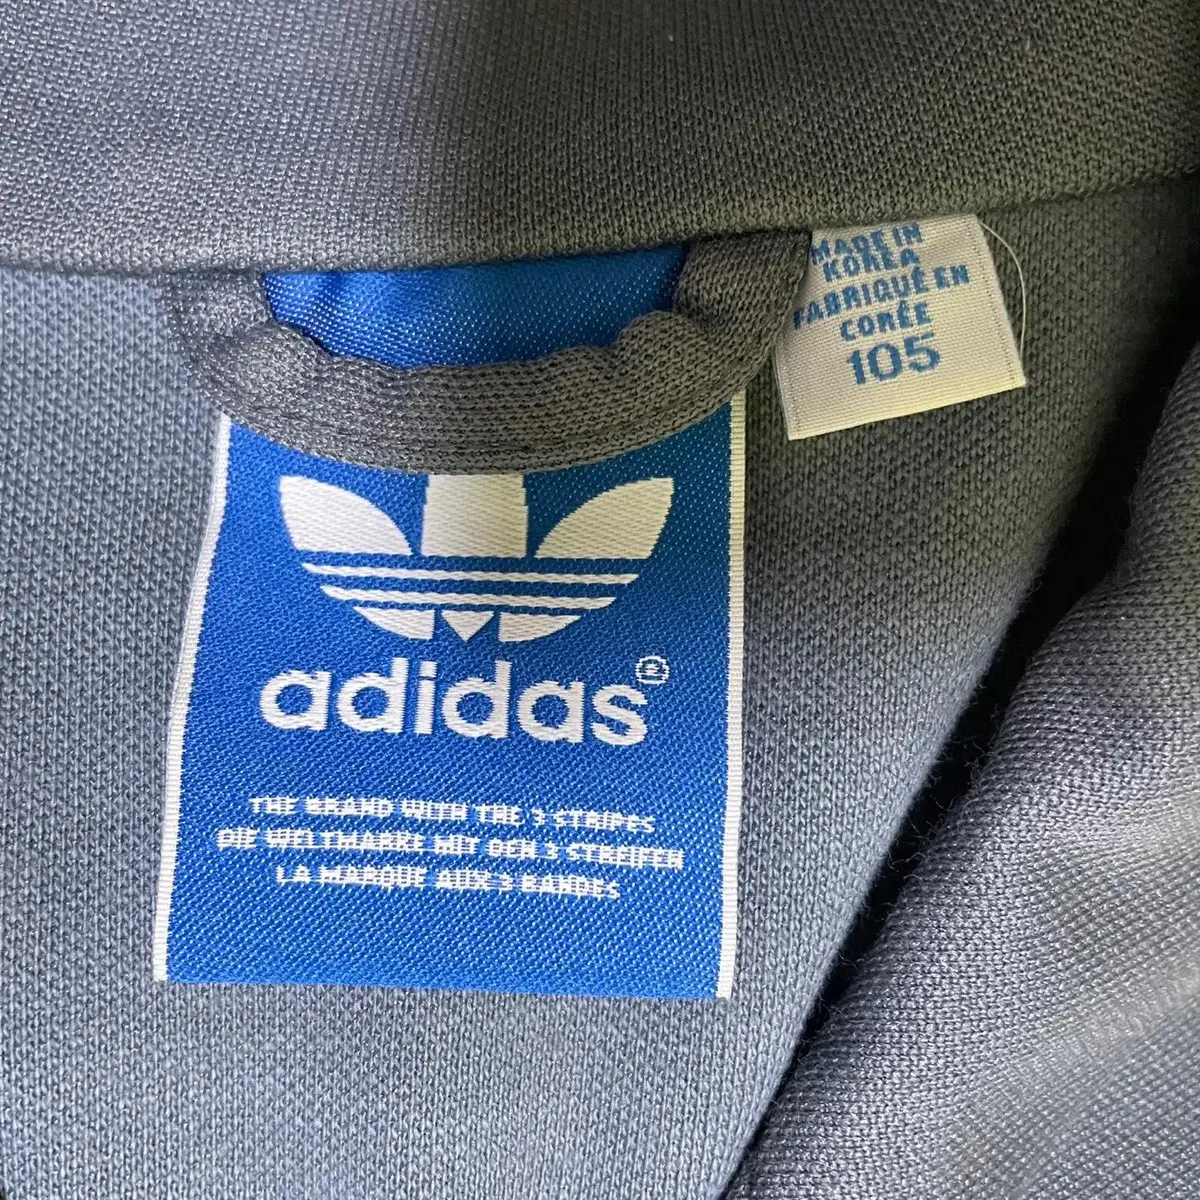 MADE IN
KOREA
FABRIQUÉ EN
CORÉE
105
adidas®
THE BRAND WITH THE 3 STRIPES
DIE WELTMARKE MIT DEN 3 STREIFEN
LA MARQUE AUX 3 BANDES